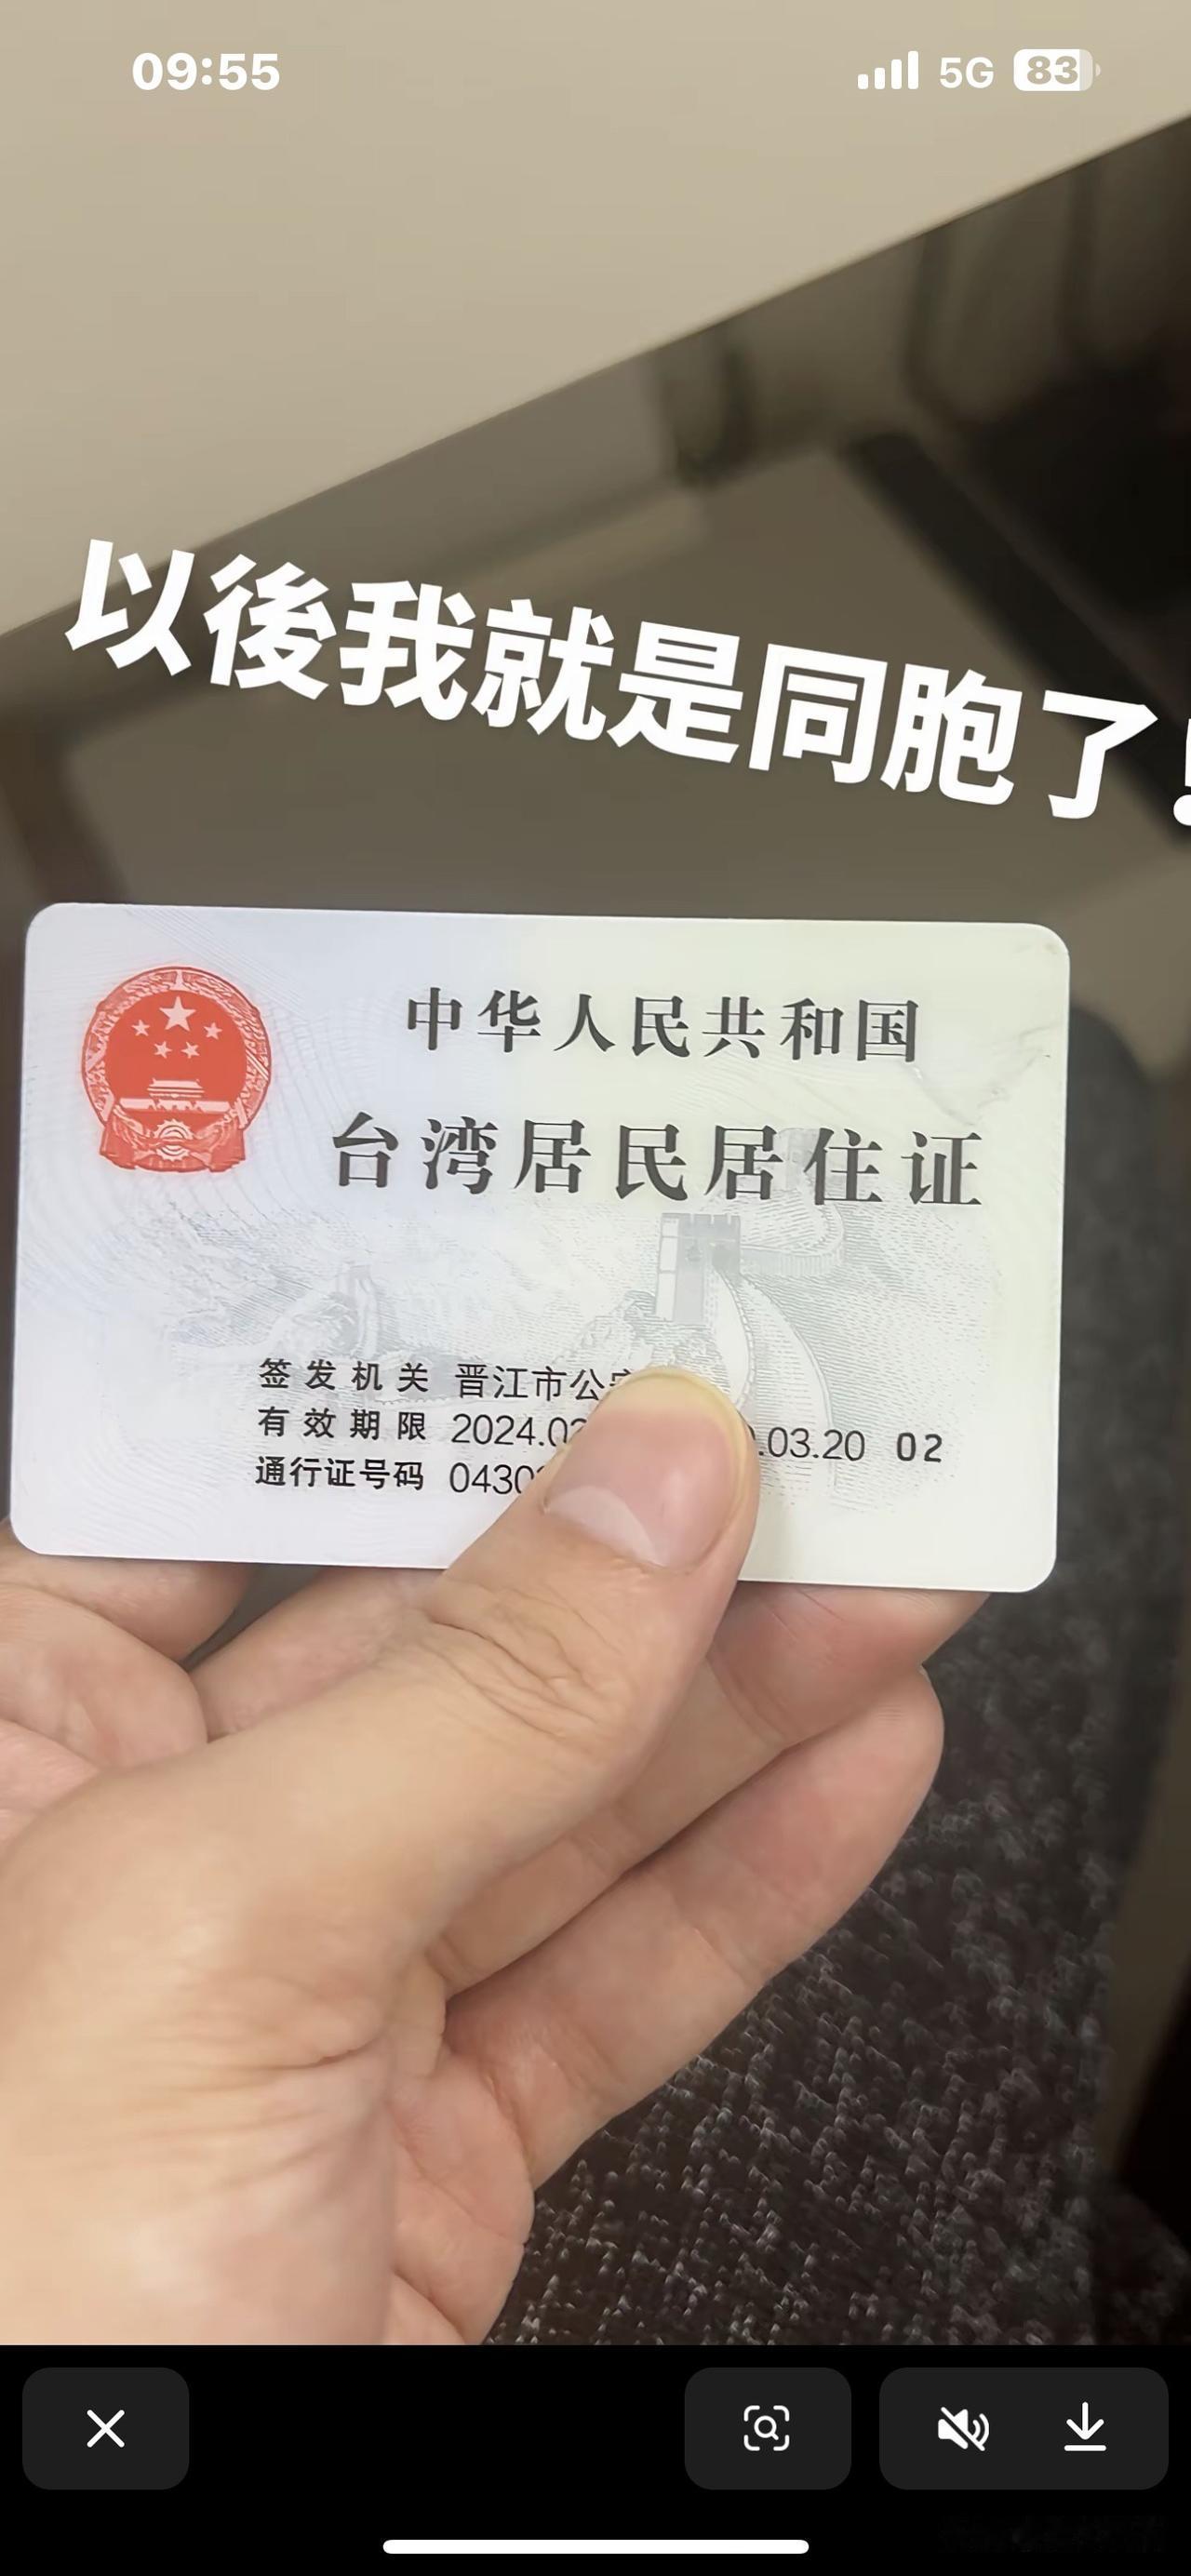 09:55 5G 83
以後我就是同胞了!
中华人民共和国
台湾居民居住证
签发机关 晋江市公
有效期限 2024.0 .03.20 02
通行证号码 0430